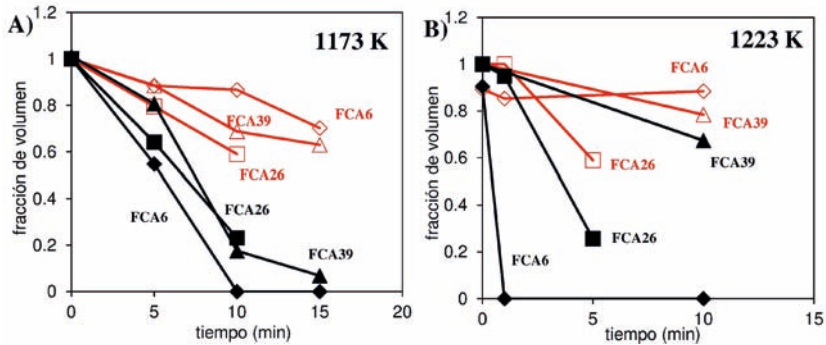 A)
1173 K
fracción de volumen
1.2
1
0.8
0.6
0.4
0.2
0
FCA39
FCA6
FCA26
FCA6
FCA26
FCA39
0
5
10
15
20
tiempo (min)
B)
1223 K
fracción de volumen
1.2
1
0.8
0.6
0.4
0.2
0
FCA6
FCA39
FCA39
FCA26
FCA26
FCA6
0
5
10
15
tiempo (min)